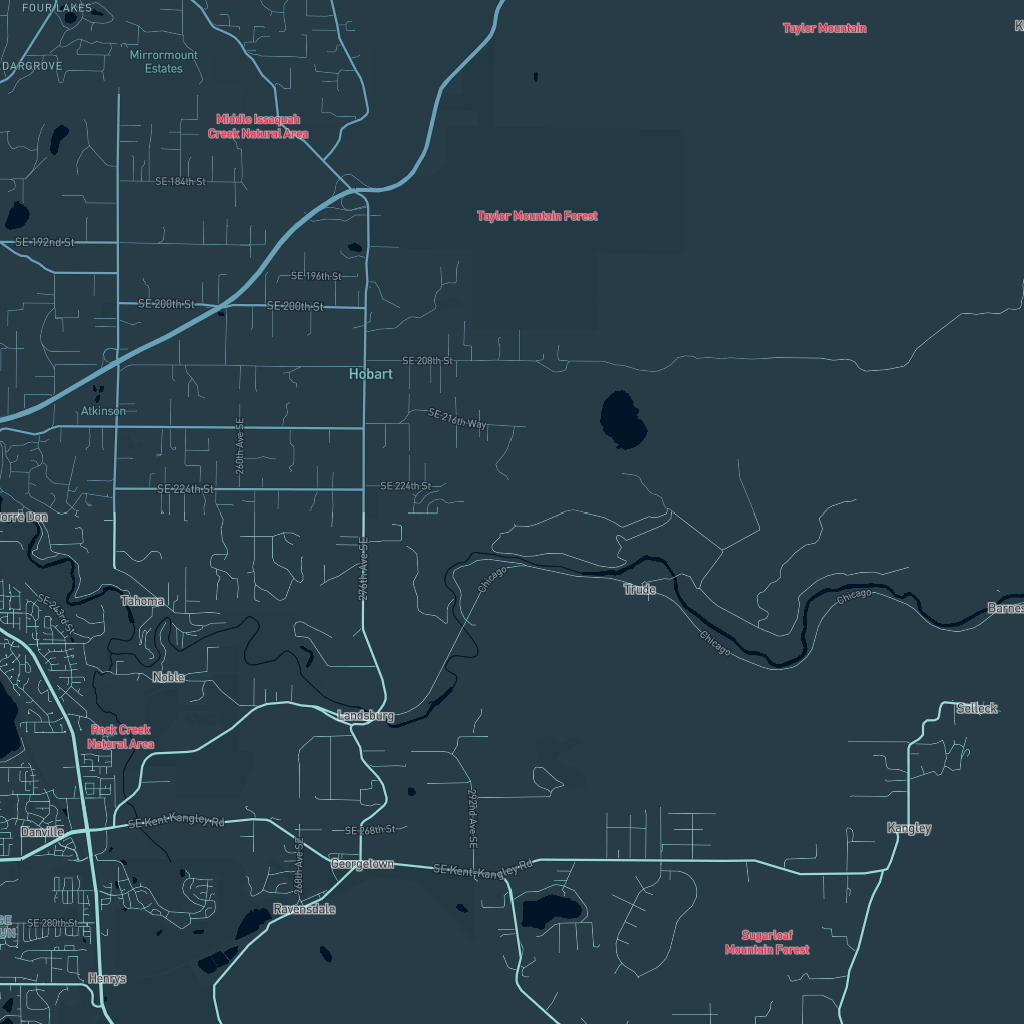 FOUR LAKES
Taylor Mountain
Mirrormount
Estates
DARGROVE
Middle Issaquah
Creek Natural Area
SE 184th St
Taylor Mountain Forest
SE 192nd St
SE 196th St
SE 200th St
SE 200th St
SE 208th St
Hobart
Atkinson
SE 216th Way
260th Ave SE
SE 224th St
SE 224th St
orre Don
276th Ave SE
Chicago
Trude
Chicago
Tahoma
SE 243rd St
Barnes
Chicago
Noble
Landsburg
Selleck
Rock Creek
Natural Area
292nd Ave SE
SE Kent Kangley Rd
Danville
SE 268th St
Kangley
268th Ave SE
Georgetown
SE Kent-Kangley Rd
Ravensdale
SE 280th St
Sugarloaf
Mountain Forest
Henrys